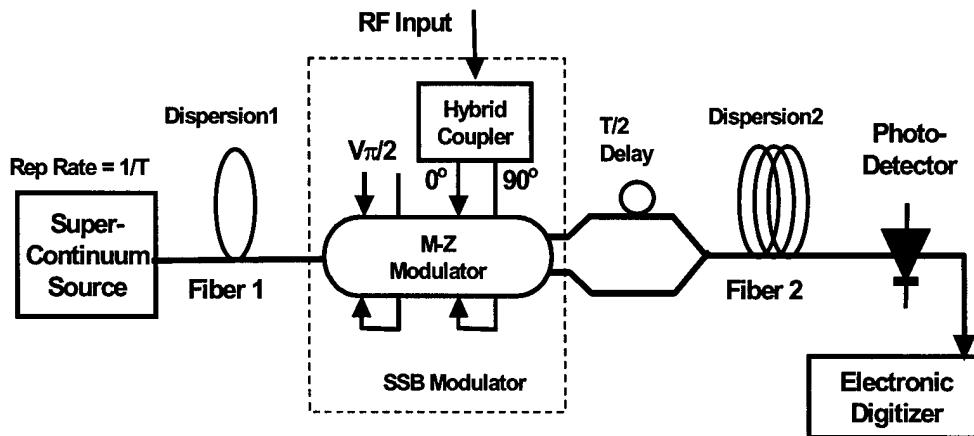 RF Input
Dispersion1
Hybrid
Coupler
T/2
Delay
Dispersion2
Photo-
Detector
Rep Rate = 1/T
Vπ/2
0°
90°
Super-
Continuum
Source
M-Z
Modulator
Fiber 1
Fiber 2
SSB Modulator
Electronic
Digitizer